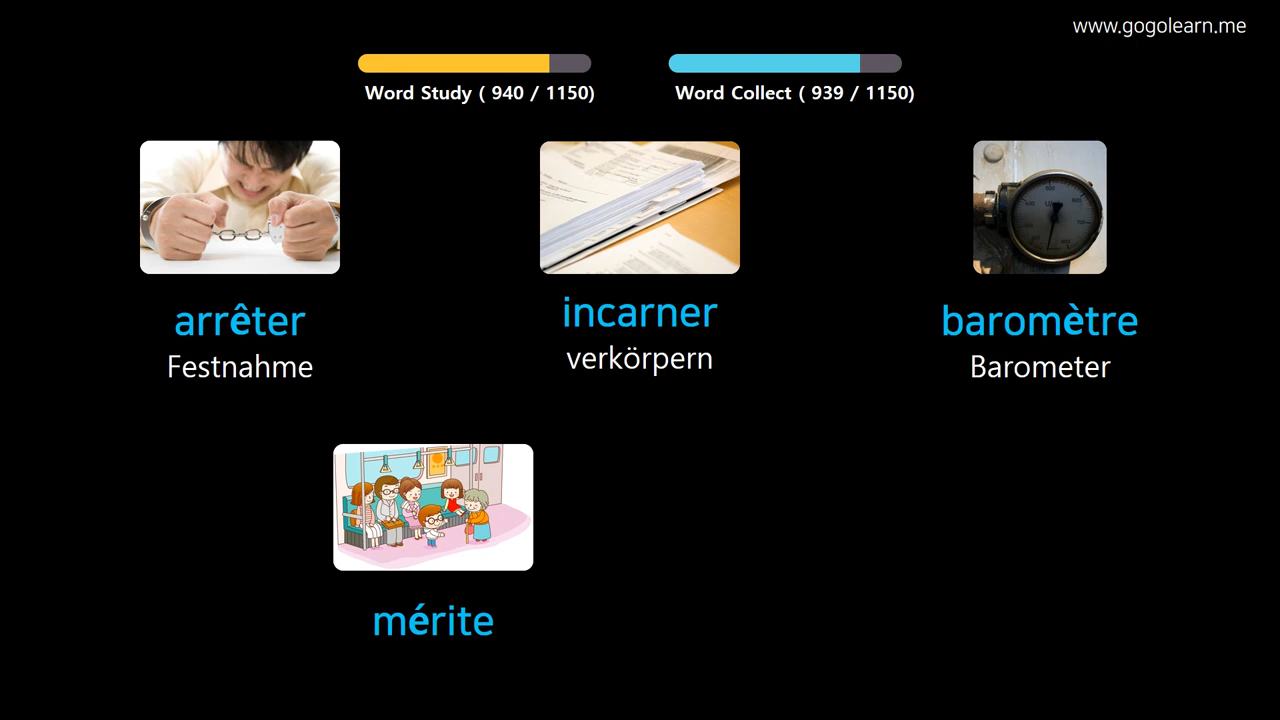 www.gogolearn.me
Word Study ( 940 / 1150)
Word Collect ( 939 / 1150)
arrêter
Festnahme
incarner
verkörpern
baromètre
Barometer
mérite